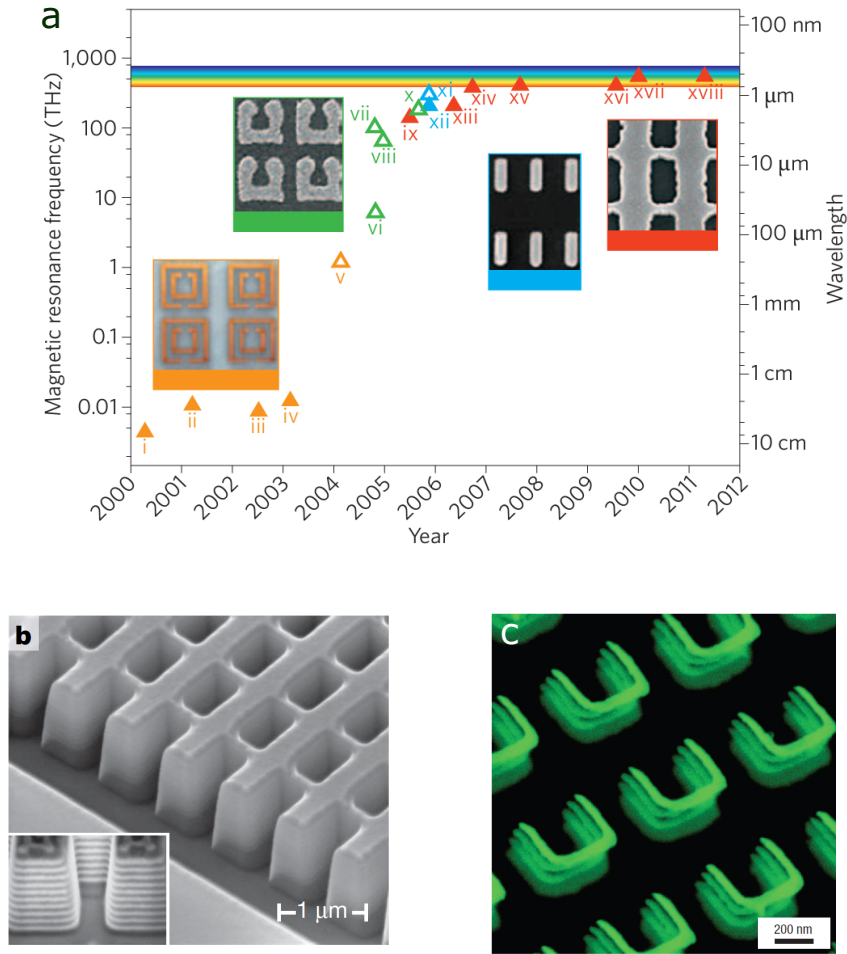 a
Magnetic resonance frequency (THz)
1,000
100
10
1
0.1
0.01
100 nm
1 μm
10 μm
100 μm
1 mm
1 cm
10 cm
Wavelength
i
ii
iii
iv
v
vi
vii
viii
ix
x
xi
xii
xiii
xiv
xv
xvi
xvii
xviii
2000
2001
2002
2003
2004
2005
2006
2007
2008
2009
2010
2011
2012
Year
b
1 μm
c
200 nm